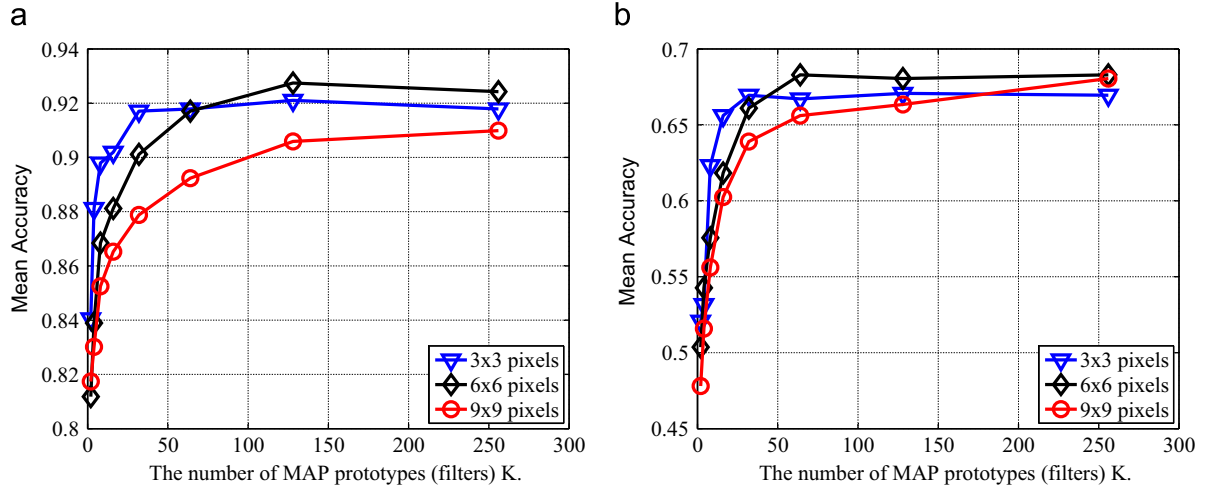 a
Mean Accuracy
0.94
0.92
0.9
0.88
0.86
0.84
0.82
0.8
0
50
100
150
200
250
300
The number of MAP prototypes (filters) K.
3x3 pixels
6x6 pixels
9x9 pixels
b
Mean Accuracy
0.7
0.65
0.6
0.55
0.5
0.45
0
50
100
150
200
250
300
The number of MAP prototypes (filters) K.
3x3 pixels
6x6 pixels
9x9 pixels